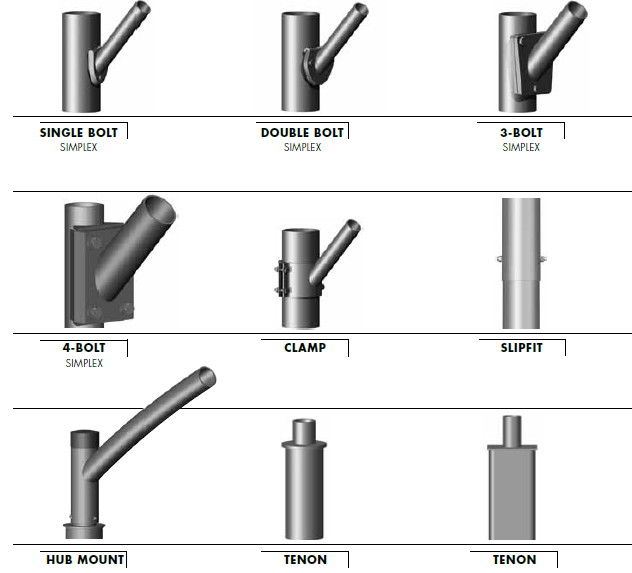 SINGLE BOLT
SIMPLEX
DOUBLE BOLT
SIMPLEX
3-BOLT
SIMPLEX
4-BOLT
SIMPLEX
CLAMP
SLIPFIT
HUB MOUNT
TENON
TENON